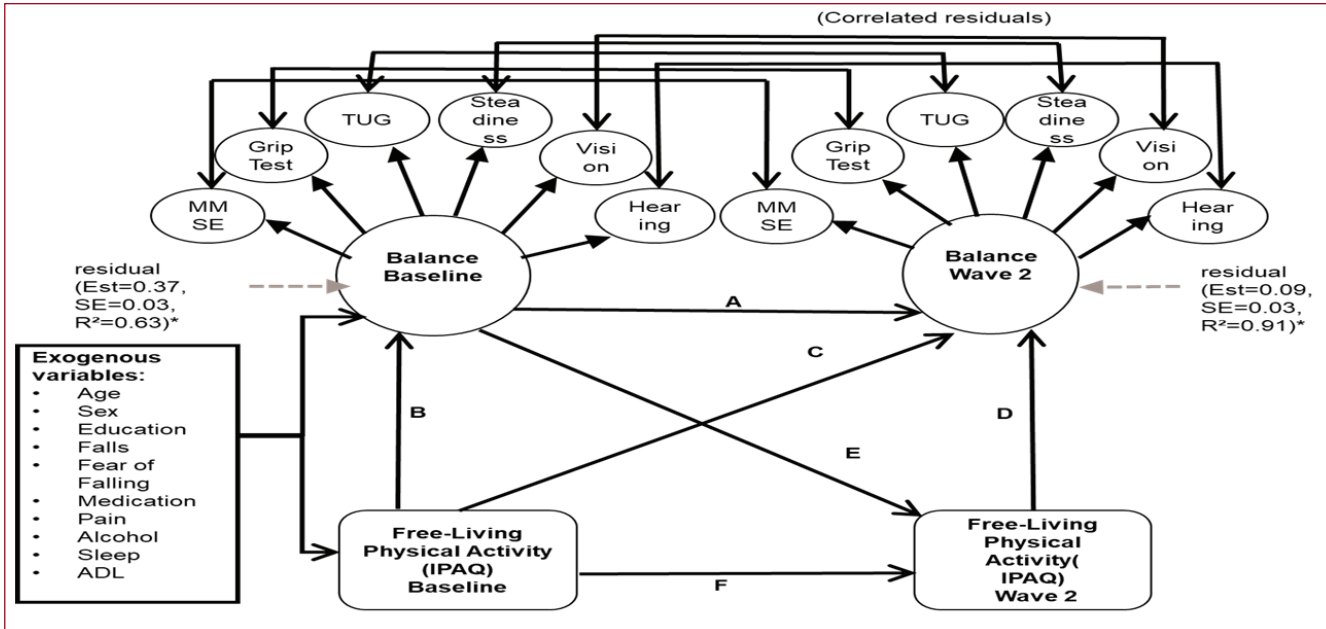 (Correlated residuals)
TUG
Stea
dine
ss
Grip
Test
Visi
on
MM
SE
Hear
ing
TUG
Stea
dine
ss
Grip
Test
Visi
on
MM
SE
Hear
ing
Balance
Baseline
Balance
Wave 2
residual
(Est=0.37,
SE=0.03,
R²=0.63)*
residual
(Est=0.09,
SE=0.03,
R²=0.91)*
A
C
B
D
E
F
Exogenous
variables:
• Age
• Sex
• Education
• Falls
• Fear of
Falling
• Medication
• Pain
• Alcohol
• Sleep
• ADL
Free-Living
Physical Activity
(IPAQ)
Baseline
Free-Living
Physical
Activity(
IPAQ)
Wave 2